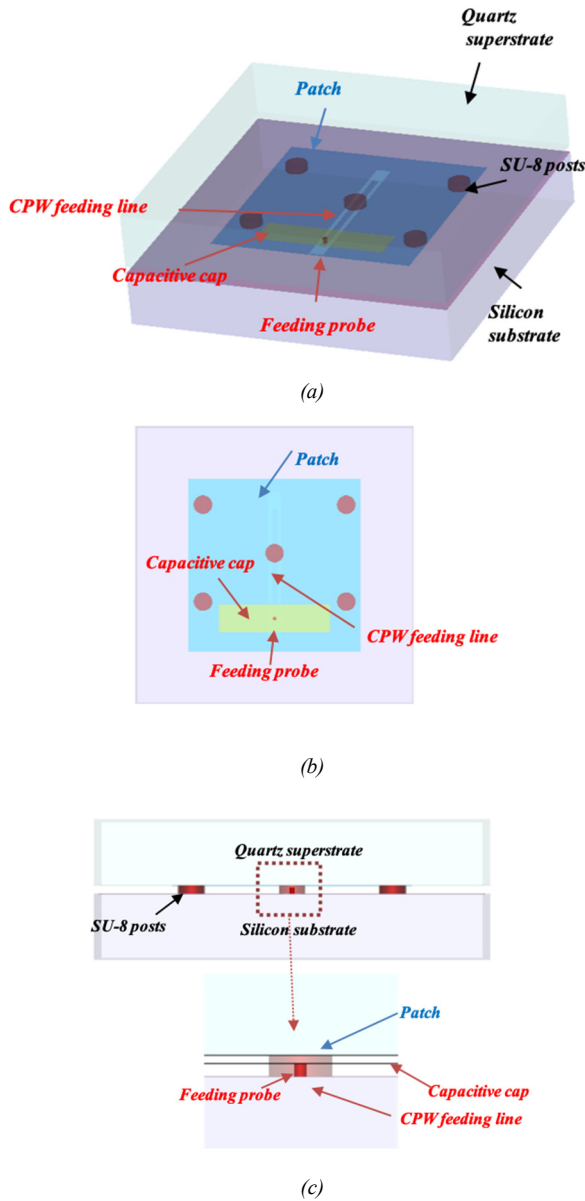 Quartz
superstrate
Patch
SU-8 posts
CPW feeding line
Capacitive cap
Feeding probe
Silicon
substrate
(a)
Patch
Capacitive cap
CPW feeding line
Feeding probe
(b)
Quartz superstrate
SU-8 posts
Silicon substrate
Patch
Feeding probe
Capacitive cap
CPW feeding line
(c)